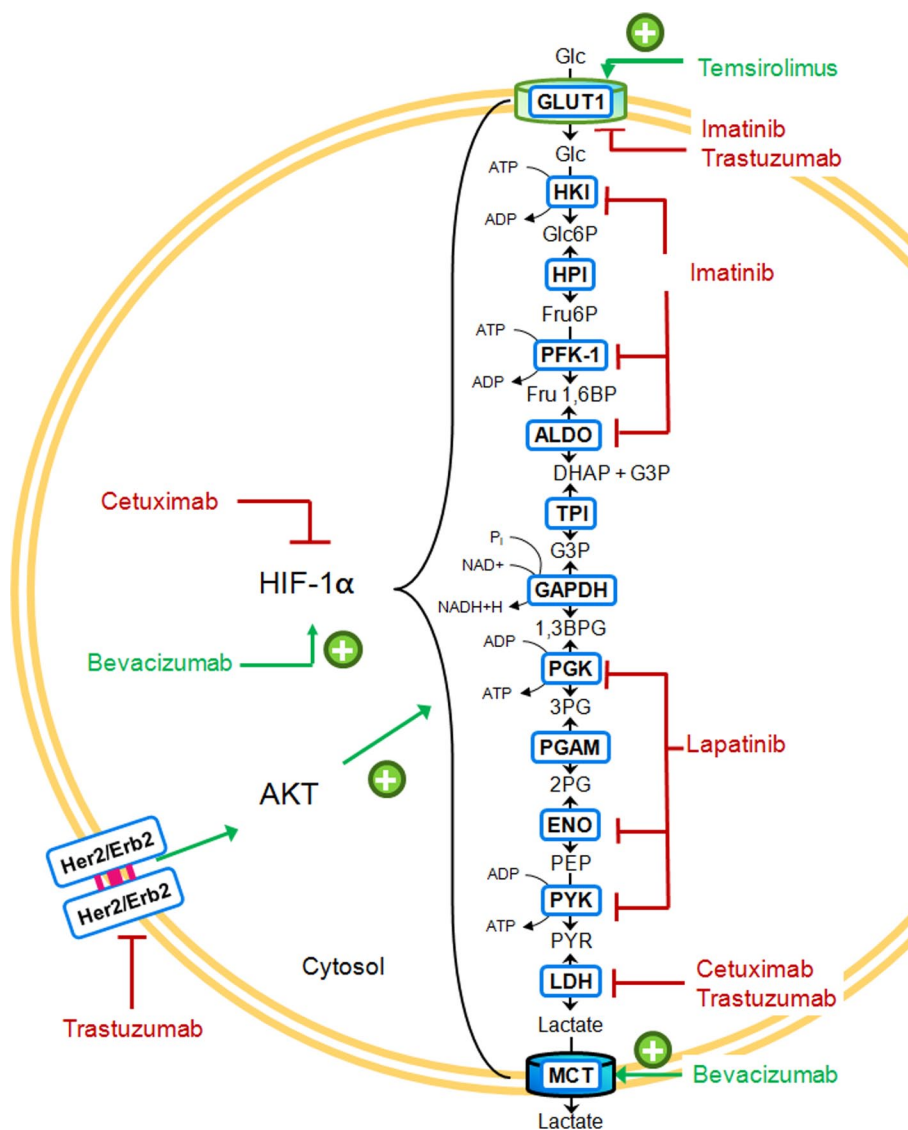 Glc
Temsirolimus
GLUT1
Imatinib
Trastuzumab
Glc
ATP
HKI
ADP
Glc6P
Imatinib
HPI
Fru6P
ATP
PFK-1
ADP
Fru 1,6BP
ALDO
DHAP + G3P
Cetuximab
TPI
Pi
G3P
NAD+
HIF-1α
GAPDH
NADH+H
1,3BPG
ADP
Bevacizumab
PGK
ATP
3PG
Lapatinib
PGAM
AKT
2PG
ENO
Her2/Erb2
PEP
ADP
Her2/Erb2
PYK
ATP
PYR
Cytosol
LDH
Cetuximab
Trastuzumab
Trastuzumab
Lactate
MCT
Bevacizumab
Lactate